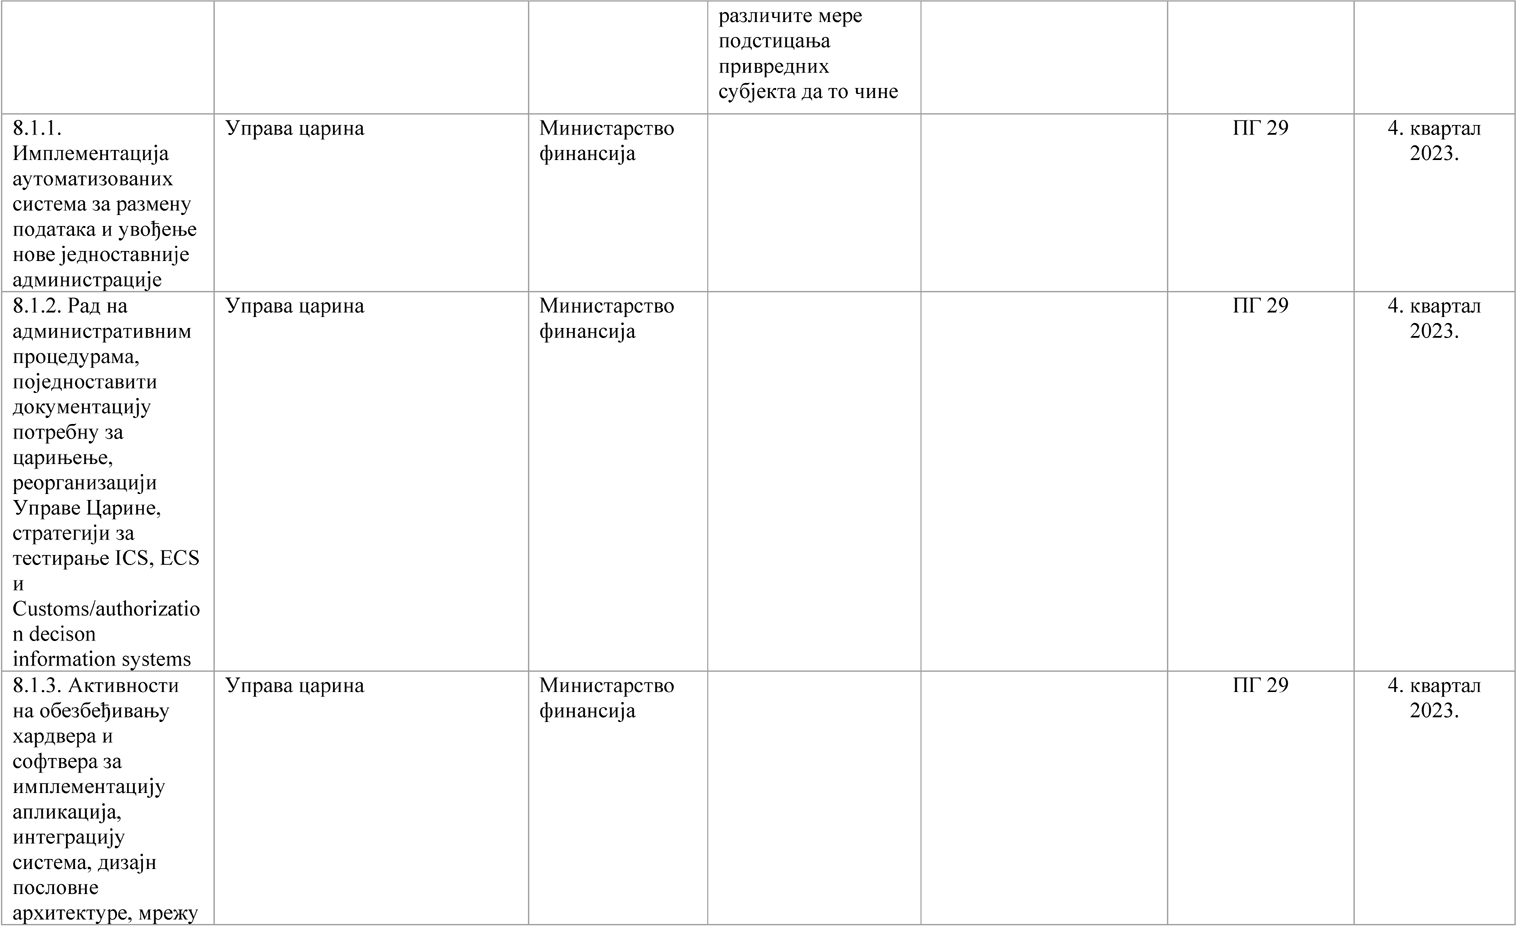 различите мере
подстицања
привредних
субјекта да то чине
8.1.1.
Имплементација
аутоматизованих
система за размену
података и увођење
нове једноставније
администрације
Управа царина
Министарство
финансија
ПГ 29
4. квартал
2023.
8.1.2. Рад на
административним
процедурама,
поједноставити
документацију
потребну за
царињење,
реорганизацији
Управе Царине,
стратегији за
тестирање ICS, ECS
и
Customs/authorizatio
n decison
information systems
Управа царина
Министарство
финансија
ПГ 29
4. квартал
2023.
8.1.3. Активности
на обезбеђивању
хардвера и
софтвера за
имплементацију
апликација,
интеграцију
система, дизајн
пословне
архитектуре, мрежу
Управа царина
Министарство
финансија
ПГ 29
4. квартал
2023.